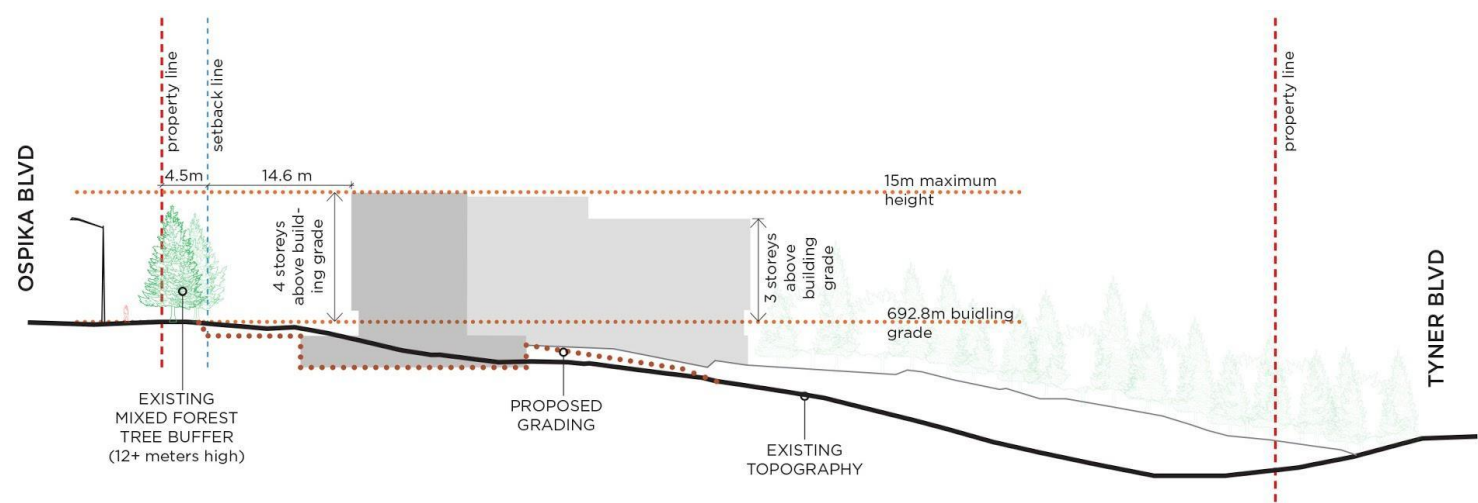 OSPIKA BLVD
property line
setback line
4.5m
14.6 m
4 storeys
above build-
ing grade
15m maximum
height
3 storeys
above
building
grade
692.8m buidling
grade
property line
TYNER BLVD
EXISTING
MIXED FOREST
TREE BUFFER
(12+ meters high)
PROPOSED
GRADING
EXISTING
TOPOGRAPHY